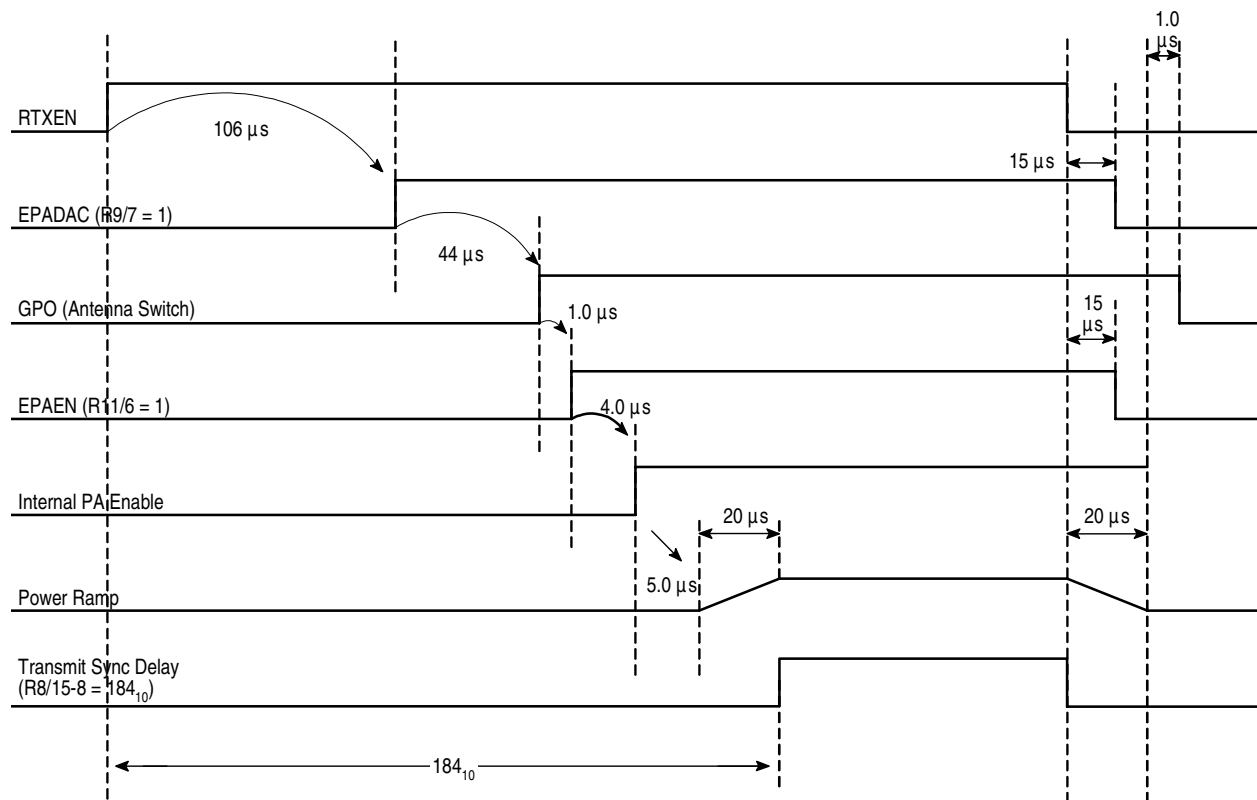 1.0
µs
RTXEN
106 µs
15 µs
EPADAC (R9/7 = 1)
44 µs
GPO (Antenna Switch)
1.0 µs
15
µs
EPAEN (R11/6 = 1)
4.0 µs
Internal PA Enable
20 µs
20 µs
5.0 µs
Power Ramp
Transmit Sync Delay
(R8/15-8 = 184₁₀)
184₁₀